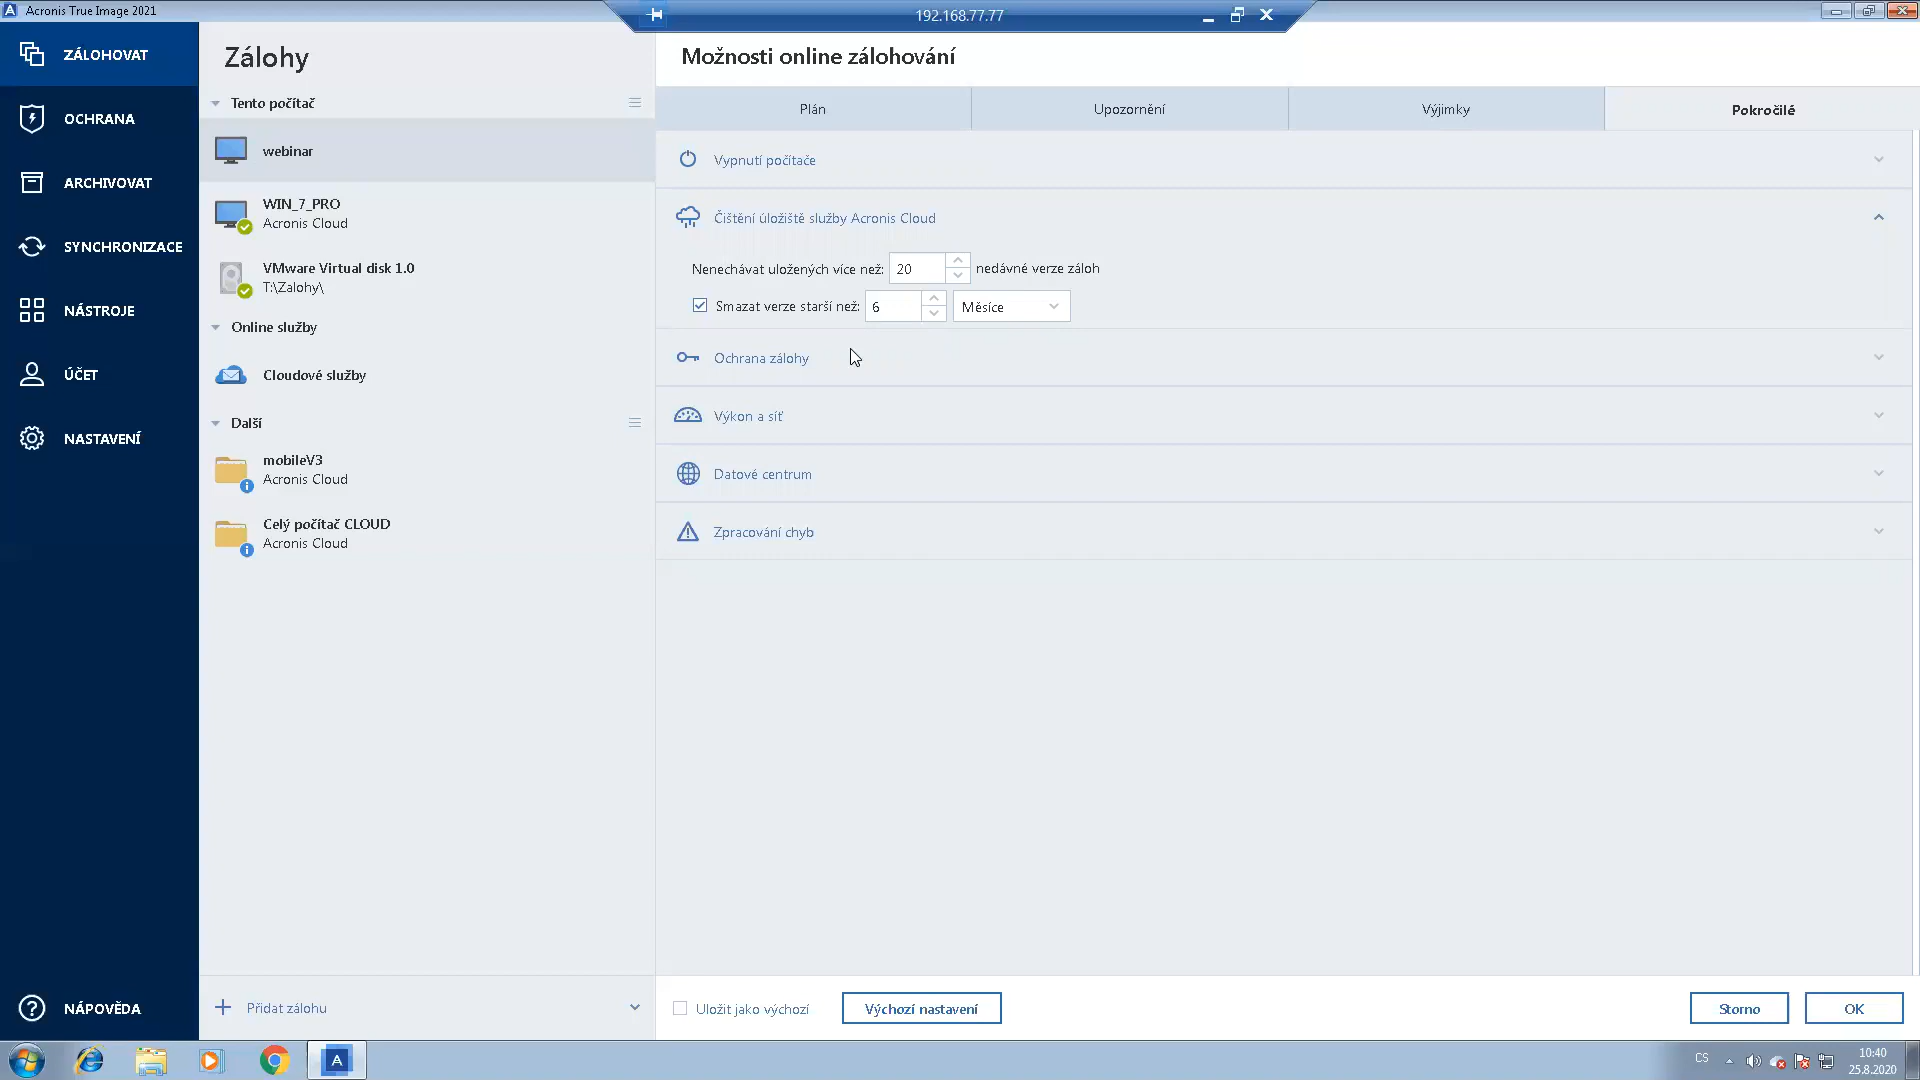 Acronis True Image 2021
192.168.77.77
ZÁLOHOVAT
OCHRANA
ARCHIVOVAT
SYNCHRONIZACE
NÁSTROJE
ÚČET
NASTAVENÍ
NÁPOVĚDA
Zálohy
Tento počítač
webinar
WIN_7_PRO
Acronis Cloud
VMware Virtual disk 1.0
T:\Zalohy\
Online služby
Cloudové služby
Další
mobileV3
Acronis Cloud
Celý počítač CLOUD
Acronis Cloud
Přidat zálohu
Možnosti online zálohování
Plán
Upozornění
Výjimky
Pokročilé
Vypnutí počítače
Čištění úložiště služby Acronis Cloud
Nenechávat uložených více než: 20 nedávné verze záloh
Smazat verze starší než: 6 Měsíce
Ochrana zálohy
Výkon a síť
Datové centrum
Zpracování chyb
Uložit jako výchozí
Výchozí nastavení
Storno
OK
CS
10:40
25.8.2020